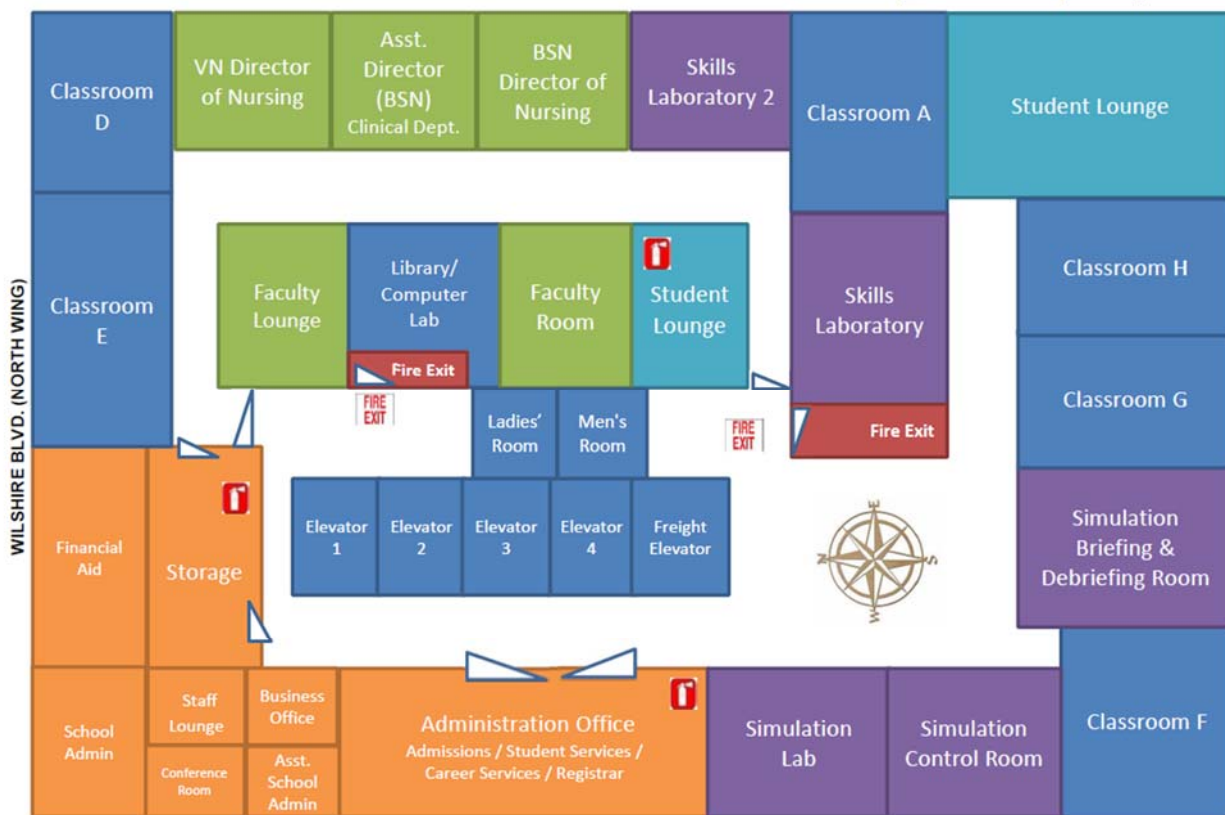 Classroom
D
VN Director
of Nursing
Asst.
Director
(BSN)
Clinical Dept.
BSN
Director of
Nursing
Skills
Laboratory 2
Classroom A
Student Lounge
WILSHIRE BLVD. (NORTH WING)
Classroom
E
Faculty
Lounge
Library/
Computer
Lab
Fire Exit
FIRE
EXIT
Faculty
Room
Student
Lounge
Skills
Laboratory
FIRE
EXIT
Fire Exit
Classroom H
Classroom G
Ladies'
Room
Men's
Room
Elevator
1
Elevator
2
Elevator
3
Elevator
4
Freight
Elevator
N
E
S
W
Simulation
Briefing &
Debriefing Room
Financial
Aid
Storage
School
Admin
Staff
Lounge
Business
Office
Conference
Room
Asst.
School
Admin
Administration Office
Admissions / Student Services /
Career Services / Registrar
Simulation
Lab
Simulation
Control Room
Classroom F